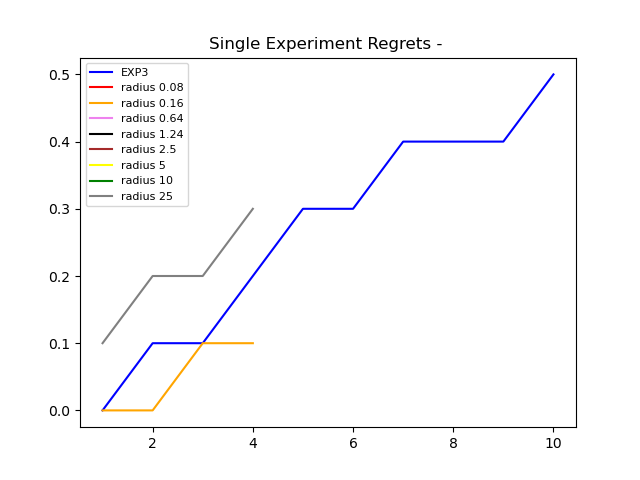 Single Experiment Regrets -
EXP3
radius 0.08
radius 0.16
radius 0.64
radius 1.24
radius 2.5
radius 5
radius 10
radius 25
0.5
0.4
0.3
0.2
0.1
0.0
2 4 6 8 10